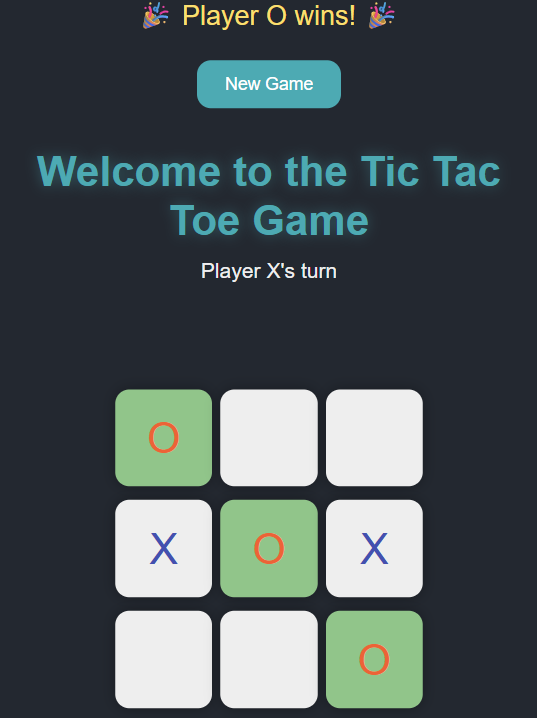 🎉 Player O wins! 🎉
New Game
Welcome to the Tic Tac
Toe Game
Player X's turn
O
X O X
O